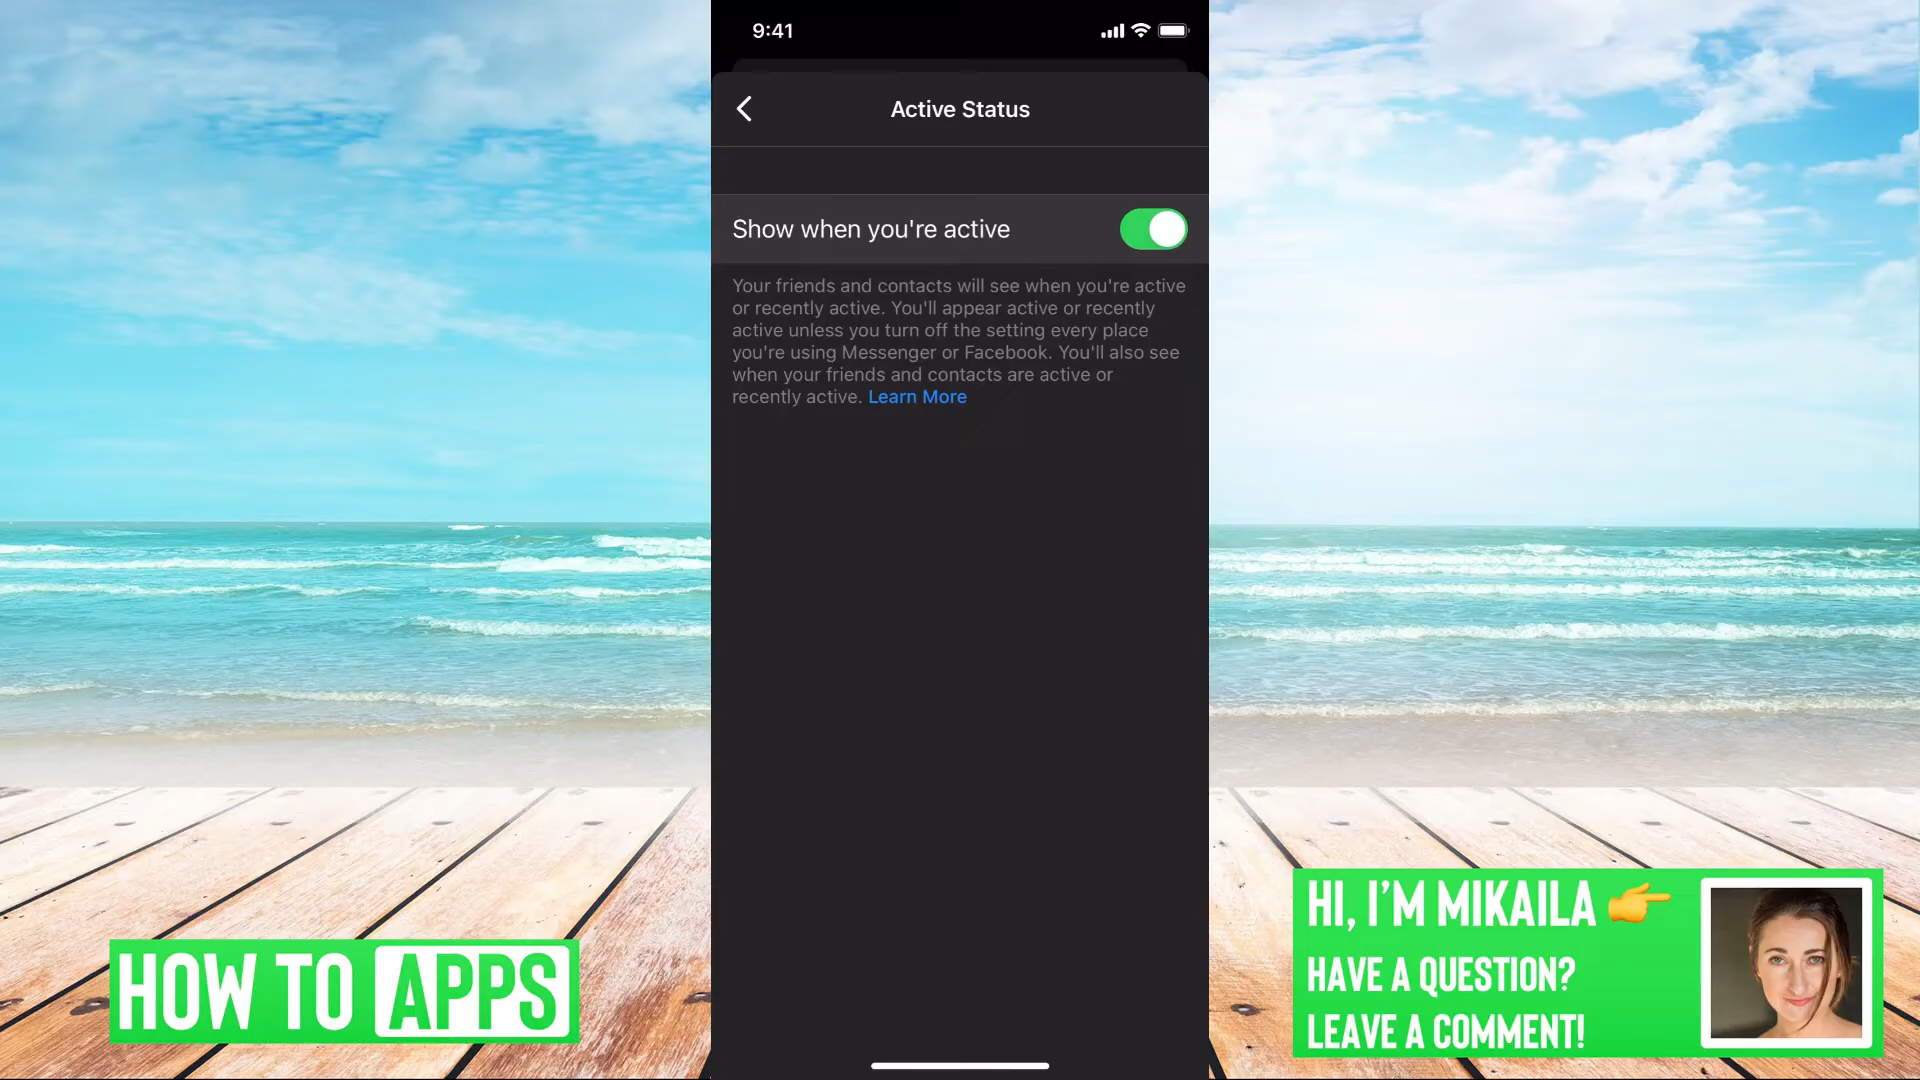 9:41
Active Status
Show when you're active
Your friends and contacts will see when you're active
or recently active. You'll appear active or recently
active unless you turn off the setting every place
you're using Messenger or Facebook. You'll also see
when your friends and contacts are active or
recently active. Learn More
HOW TO APPS
HI, I'M MIKAILA
HAVE A QUESTION?
LEAVE A COMMENT!